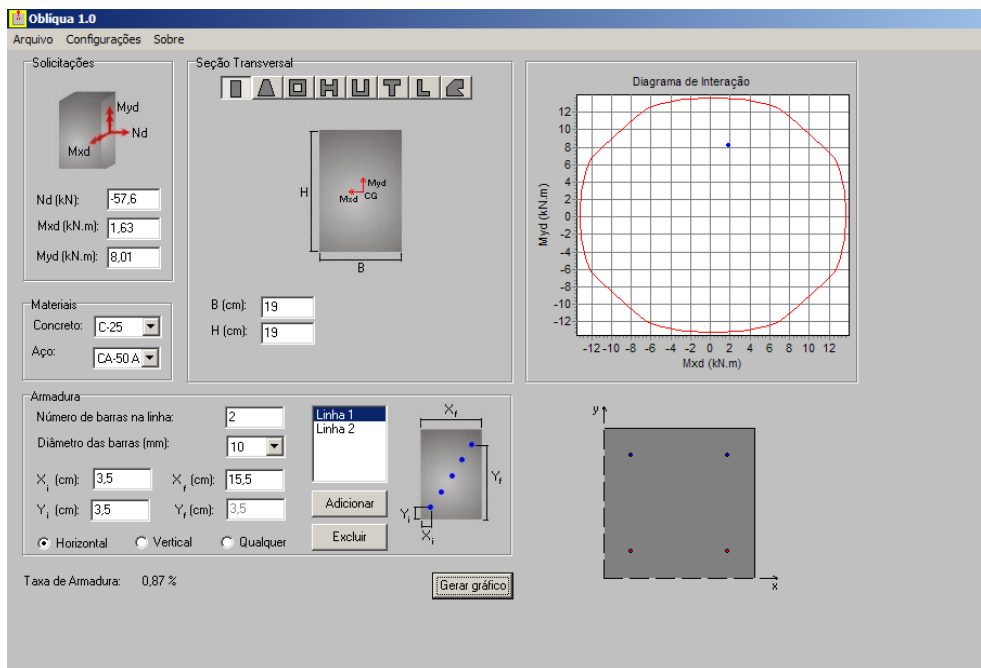 Oblíqua 1.0
Arquivo Configurações Sobre
Solicitações
Myd
Nd
Mxd
Nd (kN): -57,6
Mxd (kN.m): 1,63
Myd (kN.m): 8,01
Materiais
Concreto: C-25
Aço: CA-50 A
Seção Transversal
H
Myd
Mxd CG
B
B (cm): 19
H (cm): 19
Diagrama de Interação
Myd (kN.m)
12
10
8
6
4
2
0
-2
-4
-6
-8
-10
-12
-12 -10 -8 -6 -4 -2 0 2 4 6 8 10 12
Mxd (kN.m)
Armadura
Número de barras na linha: 2
Diâmetro das barras (mm): 10
Xi (cm): 3,5 Xf (cm): 15,5
Yi (cm): 3,5 Yf (cm): 3,5
Horizontal Vertical Qualquer
Linha 1
Linha 2
Adicionar
Excluir
Xf
Yf
Yi
Xi
Taxa de Armadura: 0,87 %
Gerar gráfico
y
x